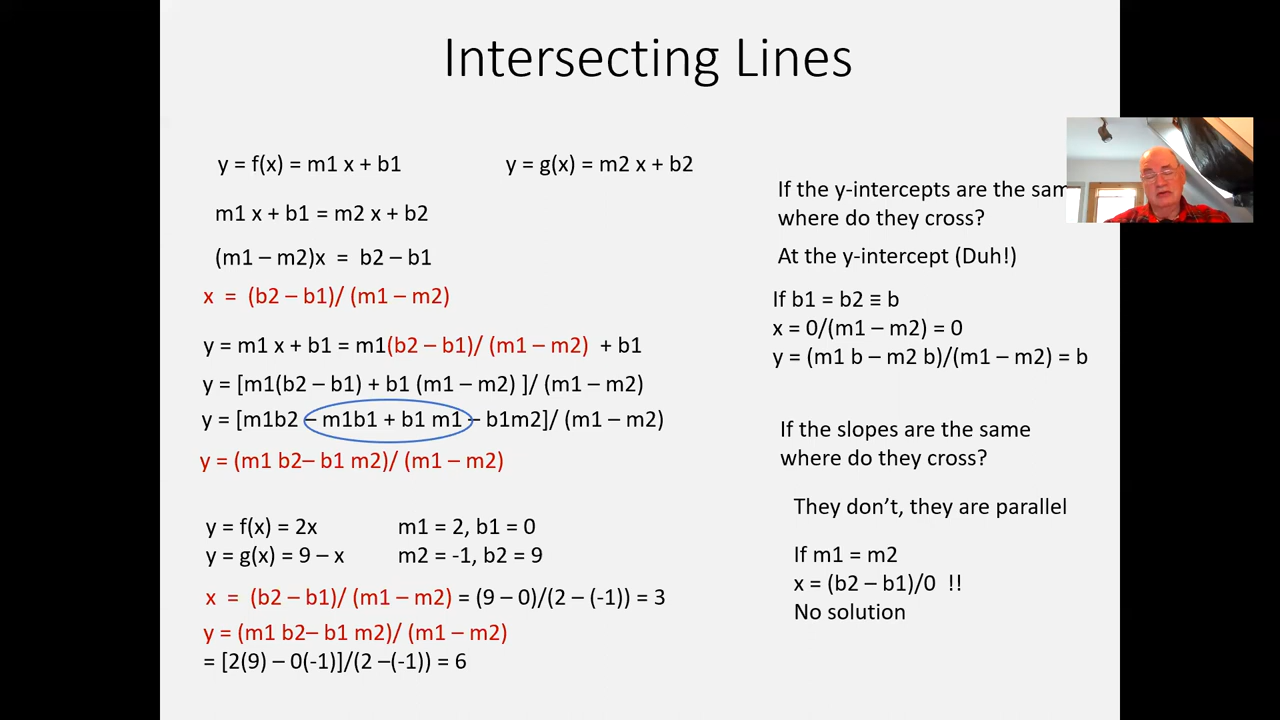 Intersecting Lines
y = f(x) = m1 x + b1
y = g(x) = m2 x + b2
m1 x + b1 = m2 x + b2
(m1 – m2)x = b2 – b1
x = (b2 – b1)/ (m1 – m2)
y = m1 x + b1 = m1(b2 – b1)/ (m1 – m2) + b1
y = [m1(b2 – b1) + b1 (m1 – m2) ]/ (m1 – m2)
y = [m1b2 – m1b1 + b1 m1 – b1m2]/ (m1 – m2)
y = (m1 b2– b1 m2)/ (m1 – m2)
y = f(x) = 2x
m1 = 2, b1 = 0
y = g(x) = 9 – x
m2 = -1, b2 = 9
x = (b2 – b1)/ (m1 – m2) = (9 – 0)/(2 – (-1)) = 3
y = (m1 b2– b1 m2)/ (m1 – m2)
= [2(9) – 0(-1)]/(2 –(-1)) = 6
If the y-intercepts are the sam
where do they cross?
At the y-intercept (Duh!)
If b1 = b2 ≡ b
x = 0/(m1 – m2) = 0
y = (m1 b – m2 b)/(m1 – m2) = b
If the slopes are the same
where do they cross?
They don’t, they are parallel
If m1 = m2
x = (b2 – b1)/0 !!
No solution